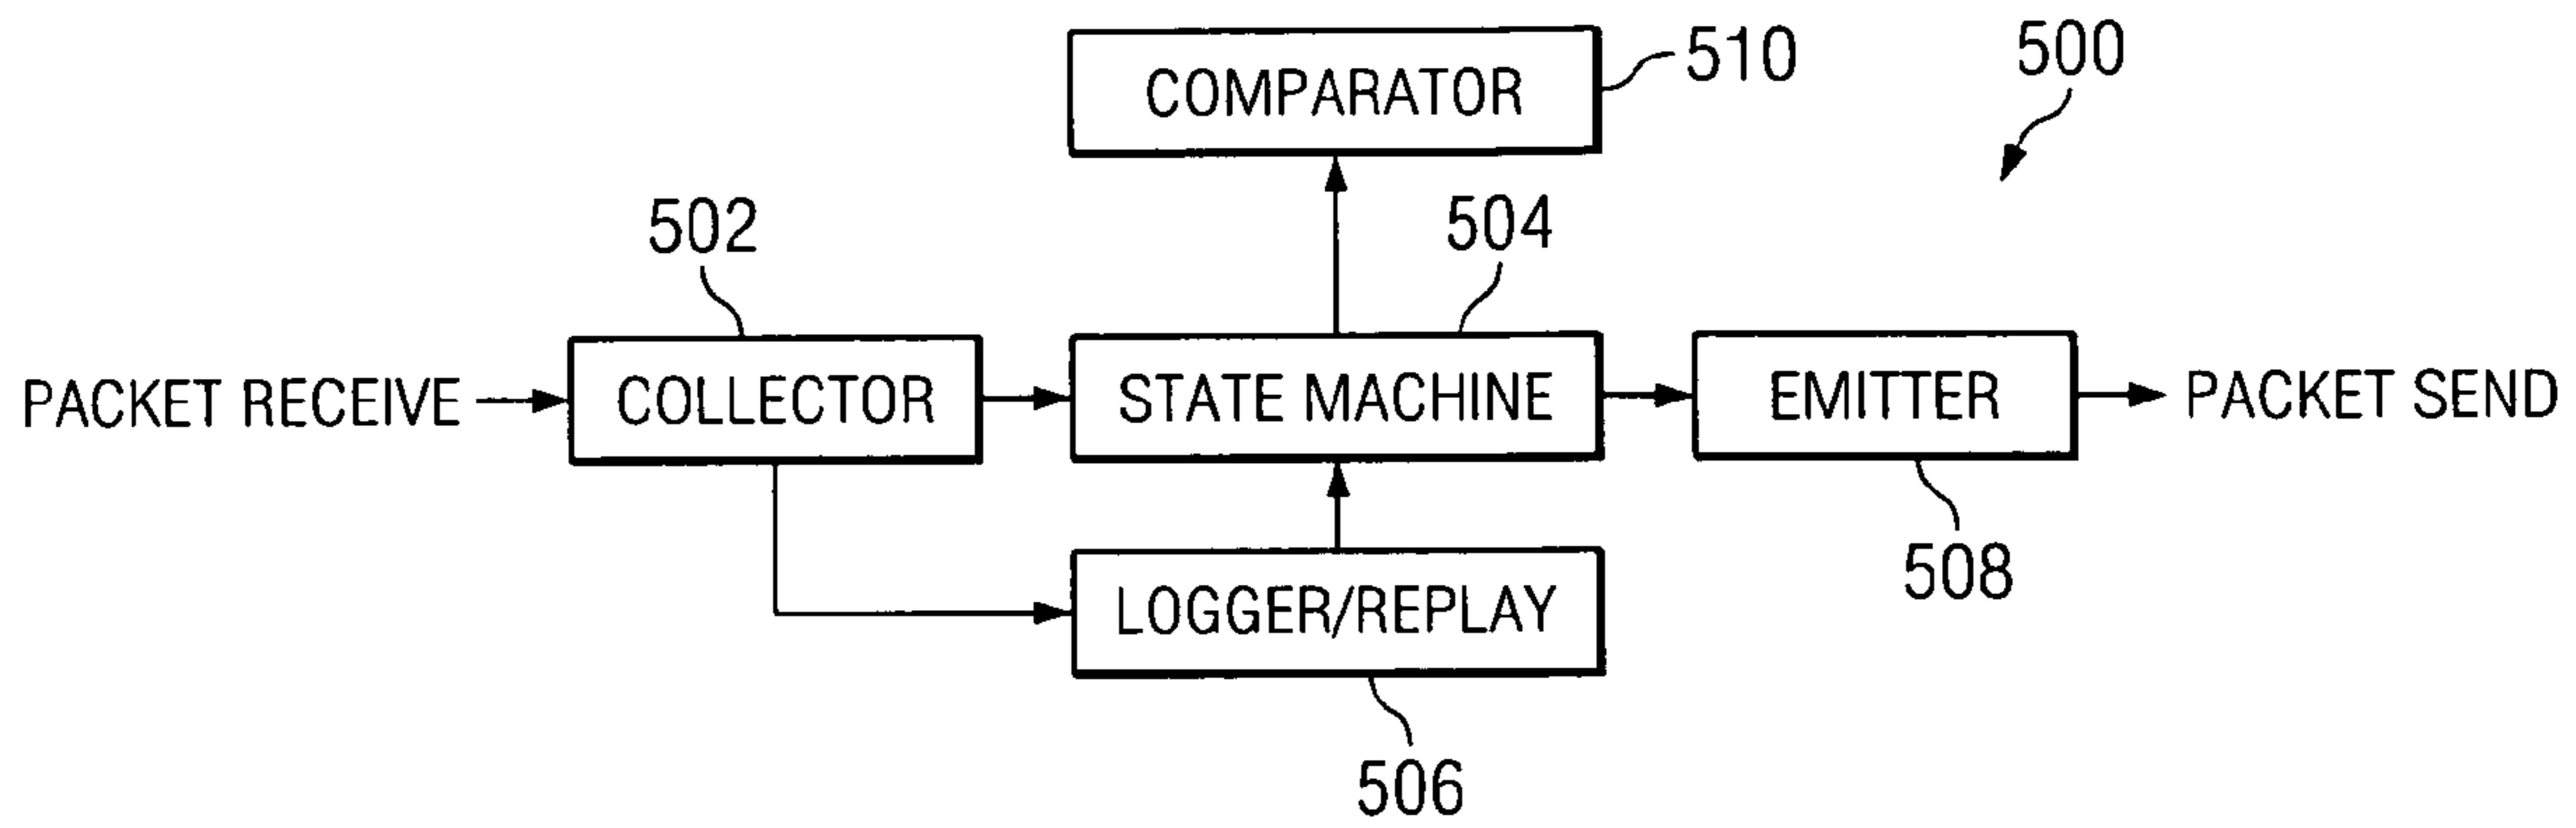 COMPARATOR
510
500
502
504
PACKET RECEIVE
COLLECTOR
STATE MACHINE
EMITTER
PACKET SEND
508
LOGGER/REPLAY
506